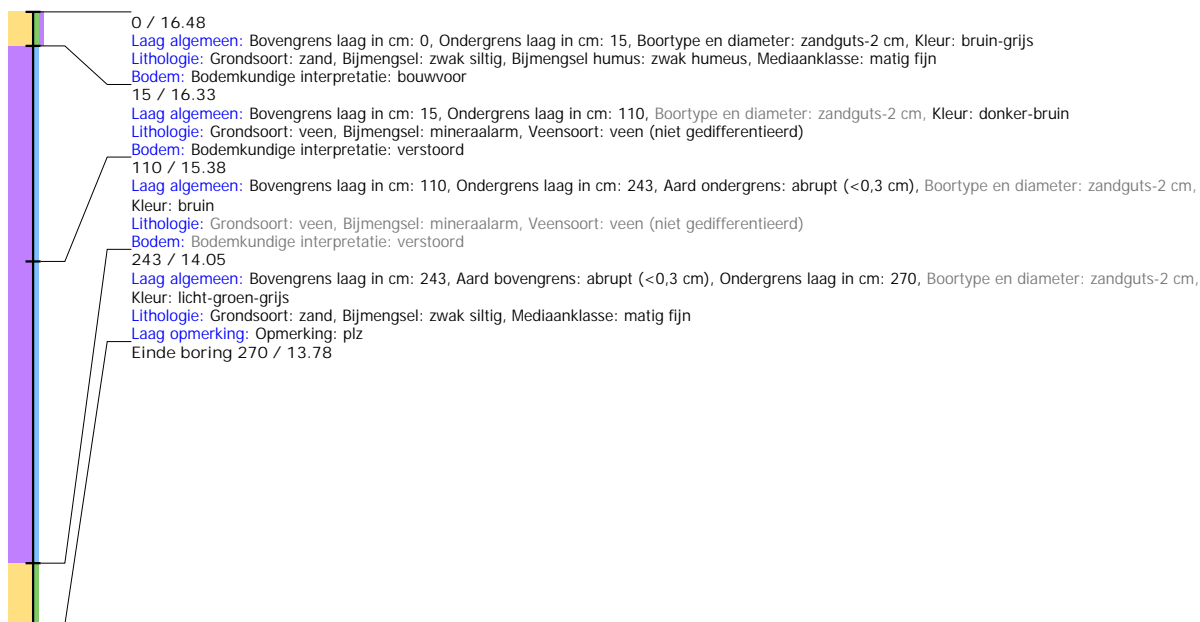 0 / 16.48
Laag algemeen: Bovengrens laag in cm: 0, Ondergrens laag in cm: 15, Boortype en diameter: zandguts-2 cm, Kleur: bruin-grijs
Lithologie: Grondsoort: zand, Bijmengsel: zwak siltig, Bijmengsel humus: zwak humeus, Mediaanklasse: matig fijn
Bodem: Bodemkundige interpretatie: bouwvoor
15 / 16.33
Laag algemeen: Bovengrens laag in cm: 15, Ondergrens laag in cm: 110, Boortype en diameter: zandguts-2 cm, Kleur: donker-bruin
Lithologie: Grondsoort: veen, Bijmengsel: mineraalarm, Veensoort: veen (niet gedifferentieerd)
Bodem: Bodemkundige interpretatie: verstoord
110 / 15.38
Laag algemeen: Bovengrens laag in cm: 110, Ondergrens laag in cm: 243, Aard ondergrens: abrupt (<0,3 cm), Boortype en diameter: zandguts-2 cm,
Kleur: bruin
Lithologie: Grondsoort: veen, Bijmengsel: mineraalarm, Veensoort: veen (niet gedifferentieerd)
Bodem: Bodemkundige interpretatie: verstoord
243 / 14.05
Laag algemeen: Bovengrens laag in cm: 243, Aard bovengrens: abrupt (<0,3 cm), Ondergrens laag in cm: 270, Boortype en diameter: zandguts-2 cm,
Kleur: licht-groen-grijs
Lithologie: Grondsoort: zand, Bijmengsel: zwak siltig, Mediaanklasse: matig fijn
Laag opmerking: Opmerking: plz
Einde boring 270 / 13.78